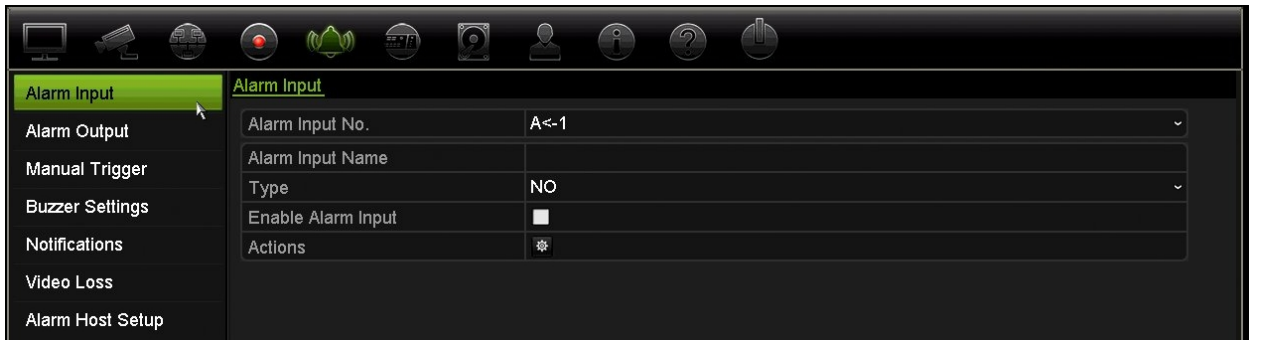 Alarm Input
Alarm Output
Manual Trigger
Buzzer Settings
Notifications
Video Loss
Alarm Host Setup
Alarm Input
Alarm Input No. A<-1
Alarm Input Name
Type NO
Enable Alarm Input
Actions